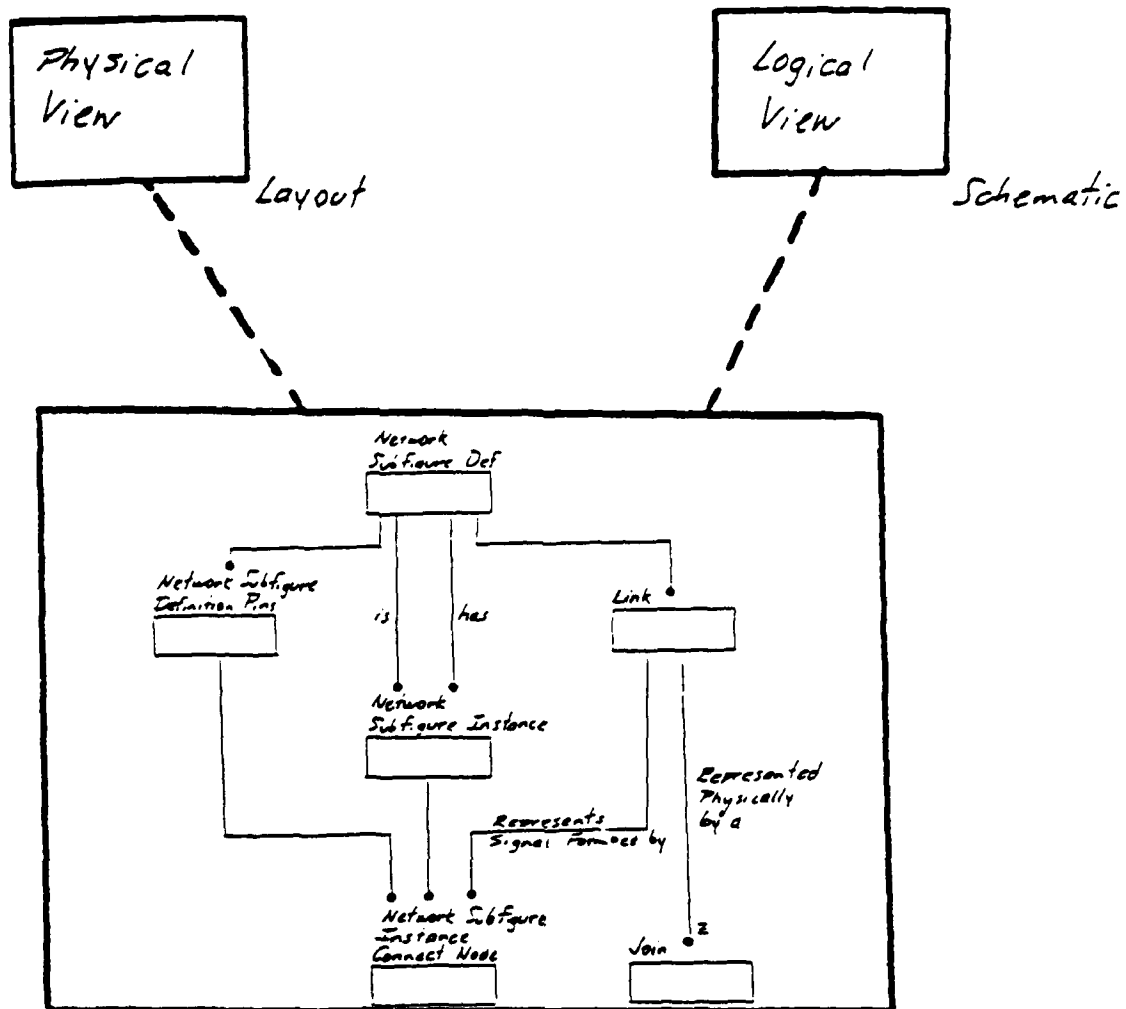 Physical
View
Layout
Logical
View
Schematic
Network
Subfigure Def
Network Subfigure
Definition Pins
is
has
Link
Network
Subfigure Instance
Represents
Signal Formoes by
Represented
Physically
by a
Network Subfigure
Instance
Connect Node
Z
Join